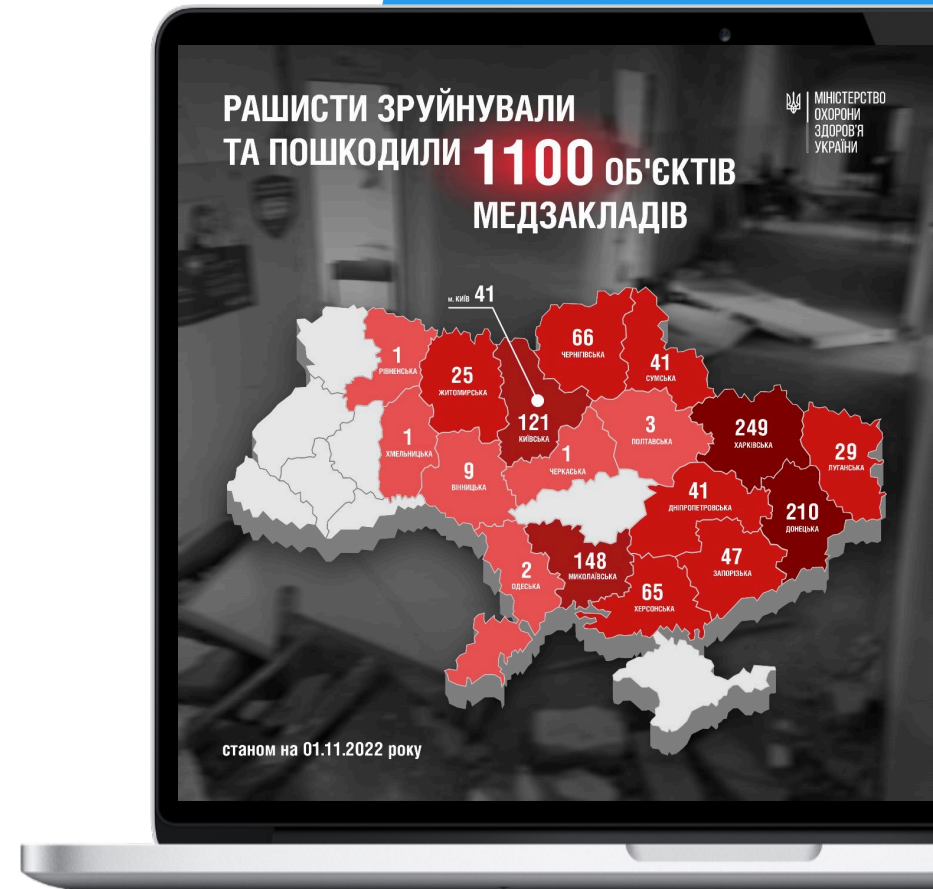 РАШИСТИ ЗРУЙНУВАЛИ
ТА ПОШКОДИЛИ 1100 ОБ'ЄКТІВ
МЕДЗАКЛАДІВ
МІНІСТЕРСТВО
ОХОРОНИ
ЗДОРОВ'Я
УКРАЇНИ
м. КИЇВ 41
66
ЧЕРНІГІВСЬКА
1
РІВНЕНСЬКА
25
ЖИТОМИРСЬКА
41
СУМСЬКА
121
КИЇВСЬКА
3
ПОЛТАВСЬКА
249
ХАРКІВСЬКА
29
ЛУГАНСЬКА
1
ХМЕЛЬНИЦЬКА
9
ВІННИЦЬКА
1
ЧЕРКАСЬКА
41
ДНІПРОПЕТРОВСЬКА
210
ДОНЕЦЬКА
2
ОДЕСЬКА
148
МИКОЛАЇВСЬКА
65
ХЕРСОНСЬКА
47
ЗАПОРІЗЬКА
станом на 01.11.2022 року